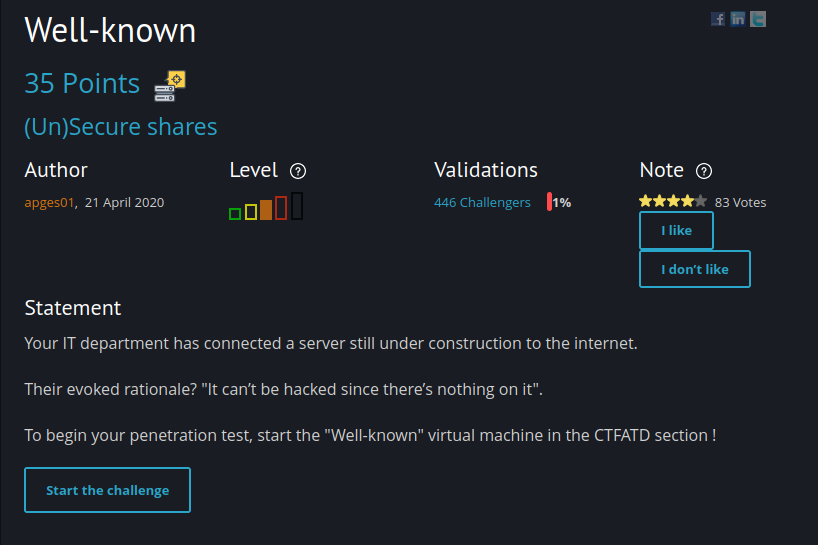 Well-known
35 Points
(Un)Secure shares
Author Level ? Validations Note ?
apges01, 21 April 2020 446 Challengers 1% 83 Votes
I like
I don't like
Statement
Your IT department has connected a server still under construction to the internet.
Their evoked rationale? "It can't be hacked since there's nothing on it".
To begin your penetration test, start the "Well-known" virtual machine in the CTFATD section !
Start the challenge